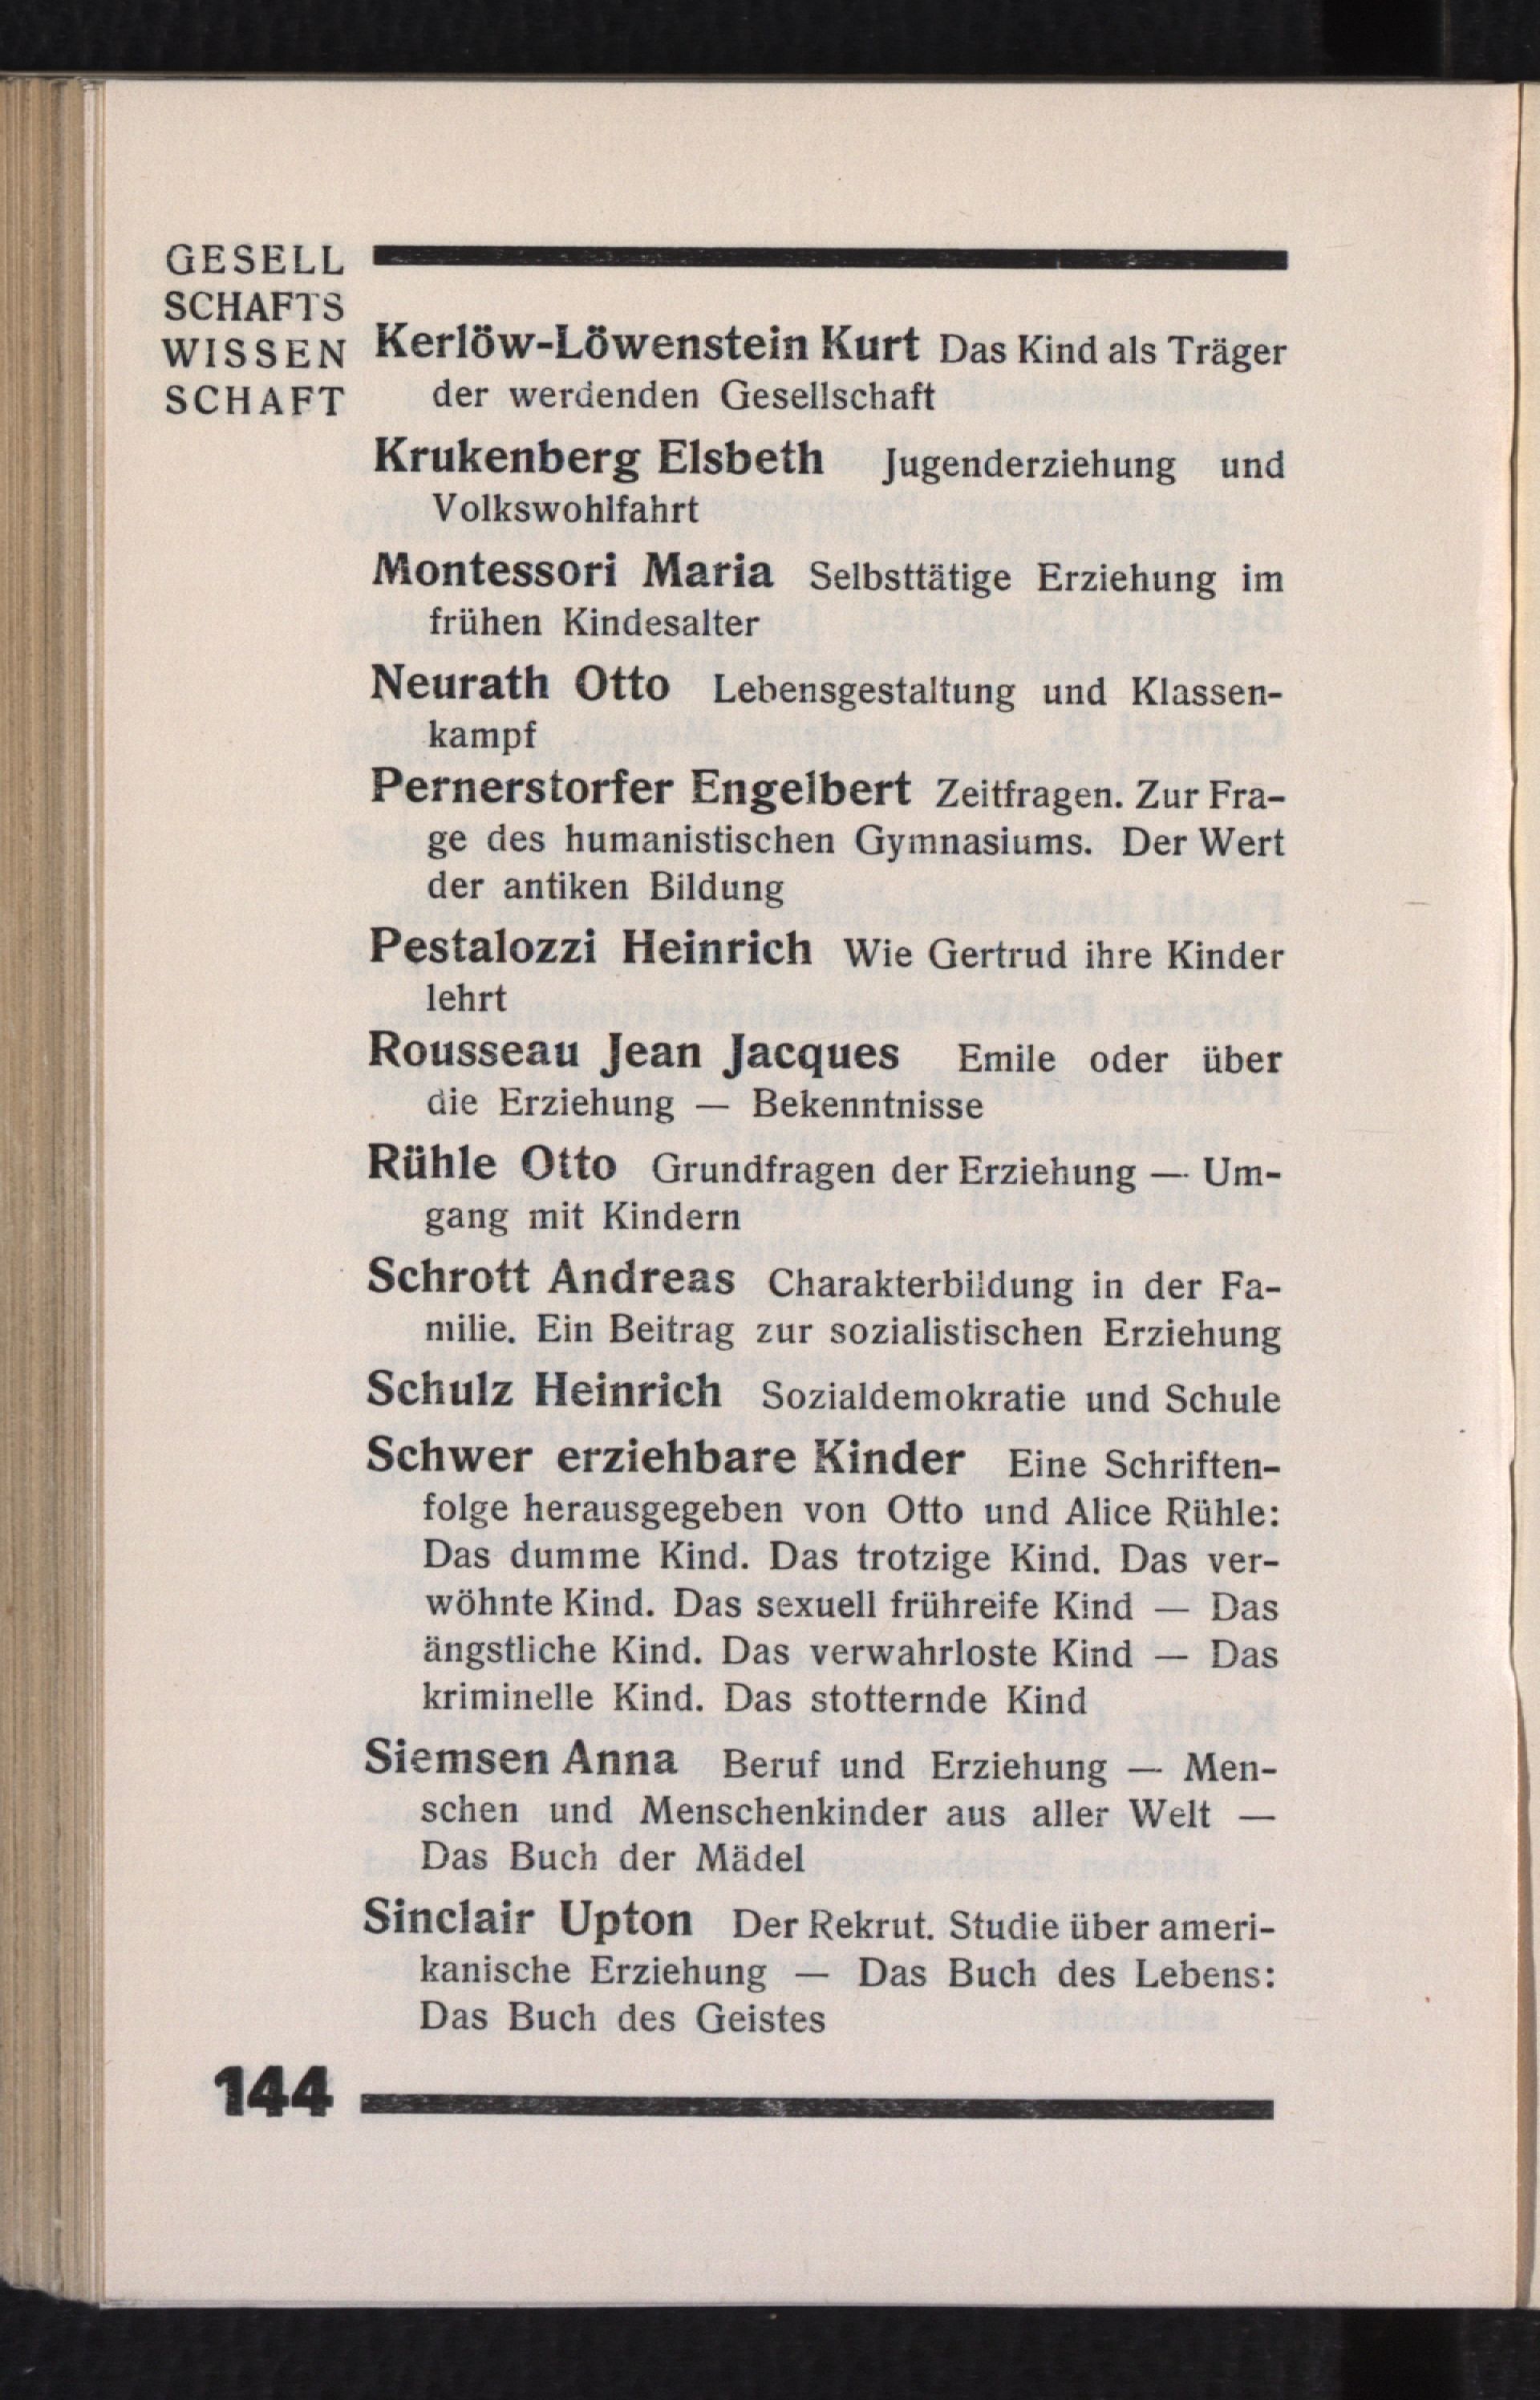 GESELL
SCHAFTS
WISSEN
SCHAFT
Kerlöw-Löwenstein Kurt Das Kind als Träger
der werdenden Gesellschaft
Krukenberg Elsbeth Jugenderziehung und
Volkswohlfahrt
Montessori Maria Selbsttätige Erziehung im
frühen Kindesalter
Neurath Otto Lebensgestaltung und Klassen-
kampf
Pernerstorfer Engelbert Zeitfragen. Zur Fra-
ge des humanistischen Gymnasiums. Der Wert
der antiken Bildung
Pestalozzi Heinrich Wie Gertrud ihre Kinder
lehrt
Rousseau Jean Jacques Emile oder über
die Erziehung — Bekenntnisse
Rühle Otto Grundfragen der Erziehung — Um-
gang mit Kindern
Schrott Andreas Charakterbildung in der Fa-
milie. Ein Beitrag zur sozialistischen Erziehung
Schulz Heinrich Sozialdemokratie und Schule
Schwer erziehbare Kinder Eine Schriften-
folge herausgegeben von Otto und Alice Rühle:
Das dumme Kind. Das trotzige Kind. Das ver-
wöhnte Kind. Das sexuell frühreife Kind — Das
ängstliche Kind. Das verwahrloste Kind — Das
kriminelle Kind. Das stotternde Kind
Siemsen Anna Beruf und Erziehung — Men-
schen und Menschenkinder aus aller Welt —
Das Buch der Mädel
Sinclair Upton Der Rekrut. Studie über ameri-
kanische Erziehung — Das Buch des Lebens:
Das Buch des Geistes
144